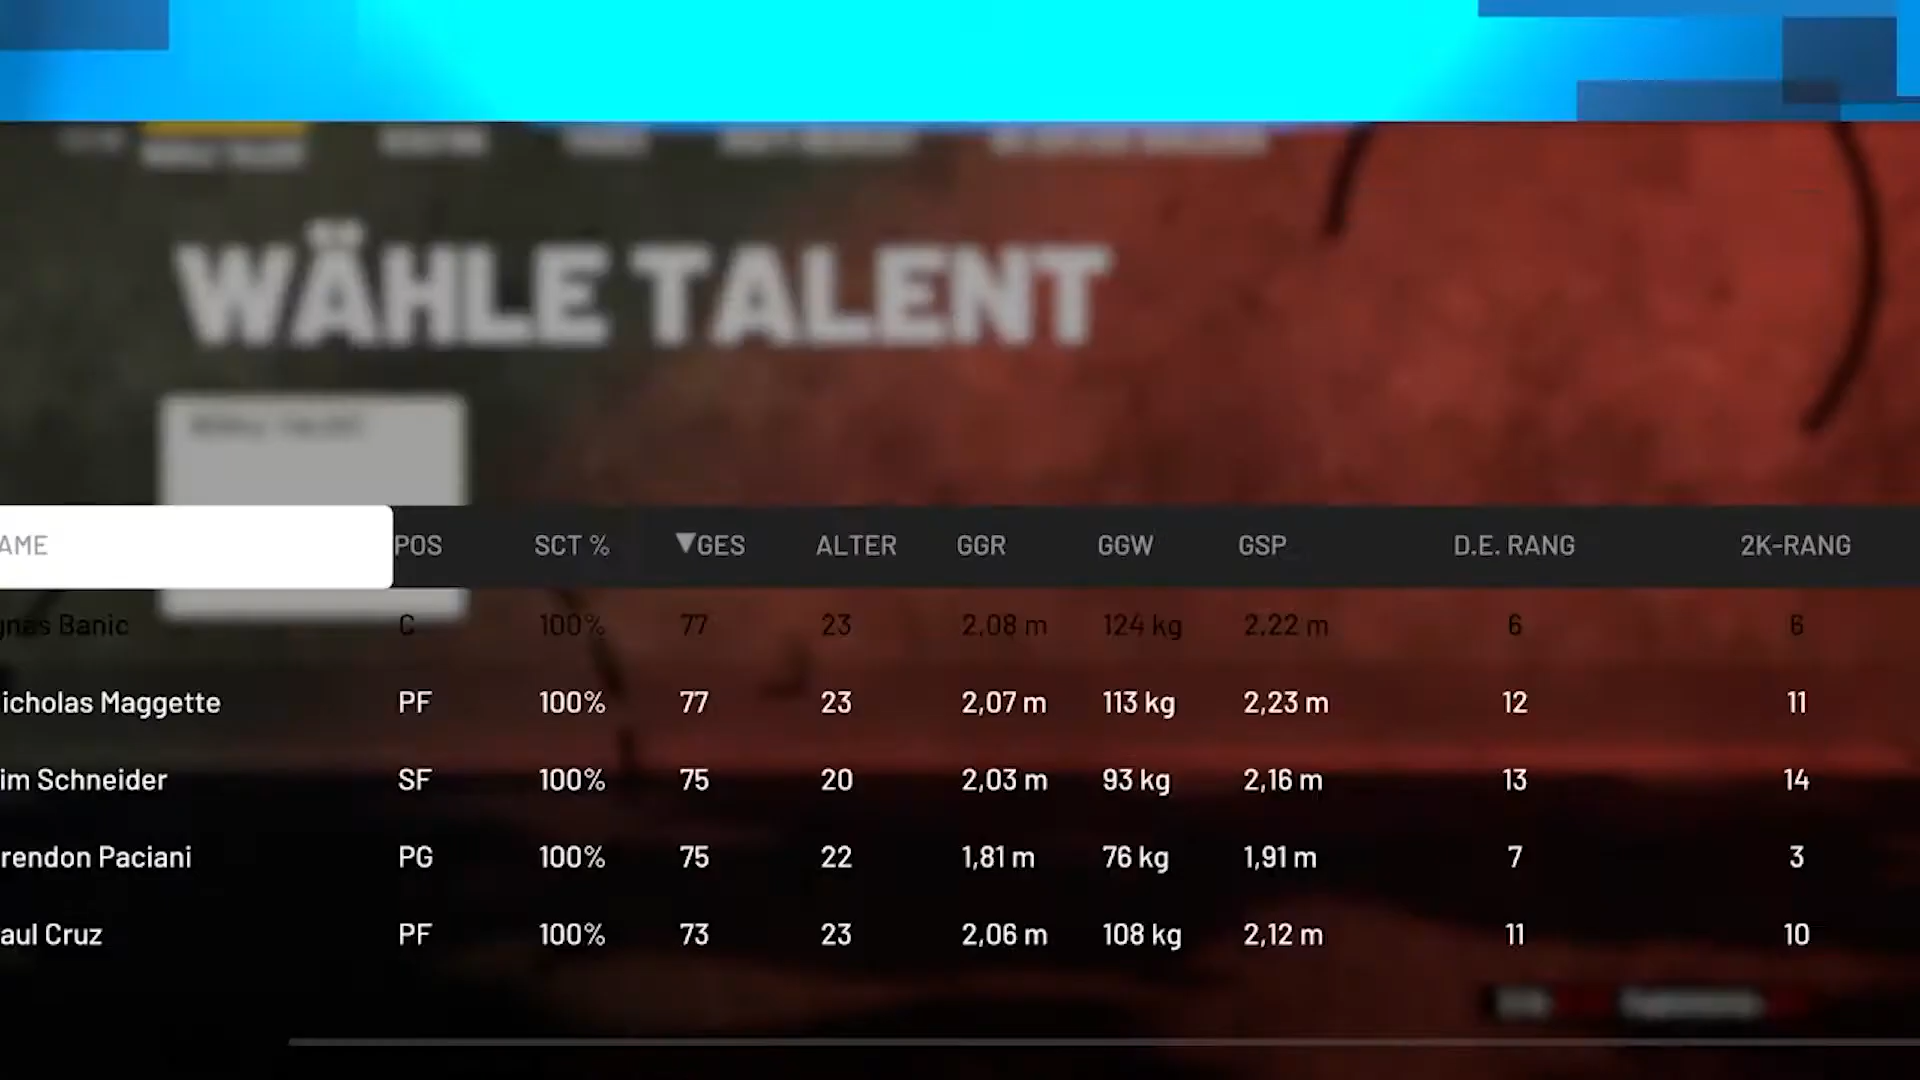 WÄHLE TALENT
AME POS SCT % ▼GES ALTER GGR GGW GSP D.E. RANG 2K-RANG
gnas Banic C 100% 77 23 2,08 m 124 kg 2,22 m 6 6
icholas Maggette PF 100% 77 23 2,07 m 113 kg 2,23 m 12 11
im Schneider SF 100% 75 20 2,03 m 93 kg 2,16 m 13 14
rendon Paciani PG 100% 75 22 1,81 m 76 kg 1,91 m 7 3
aul Cruz PF 100% 73 23 2,06 m 108 kg 2,12 m 11 10